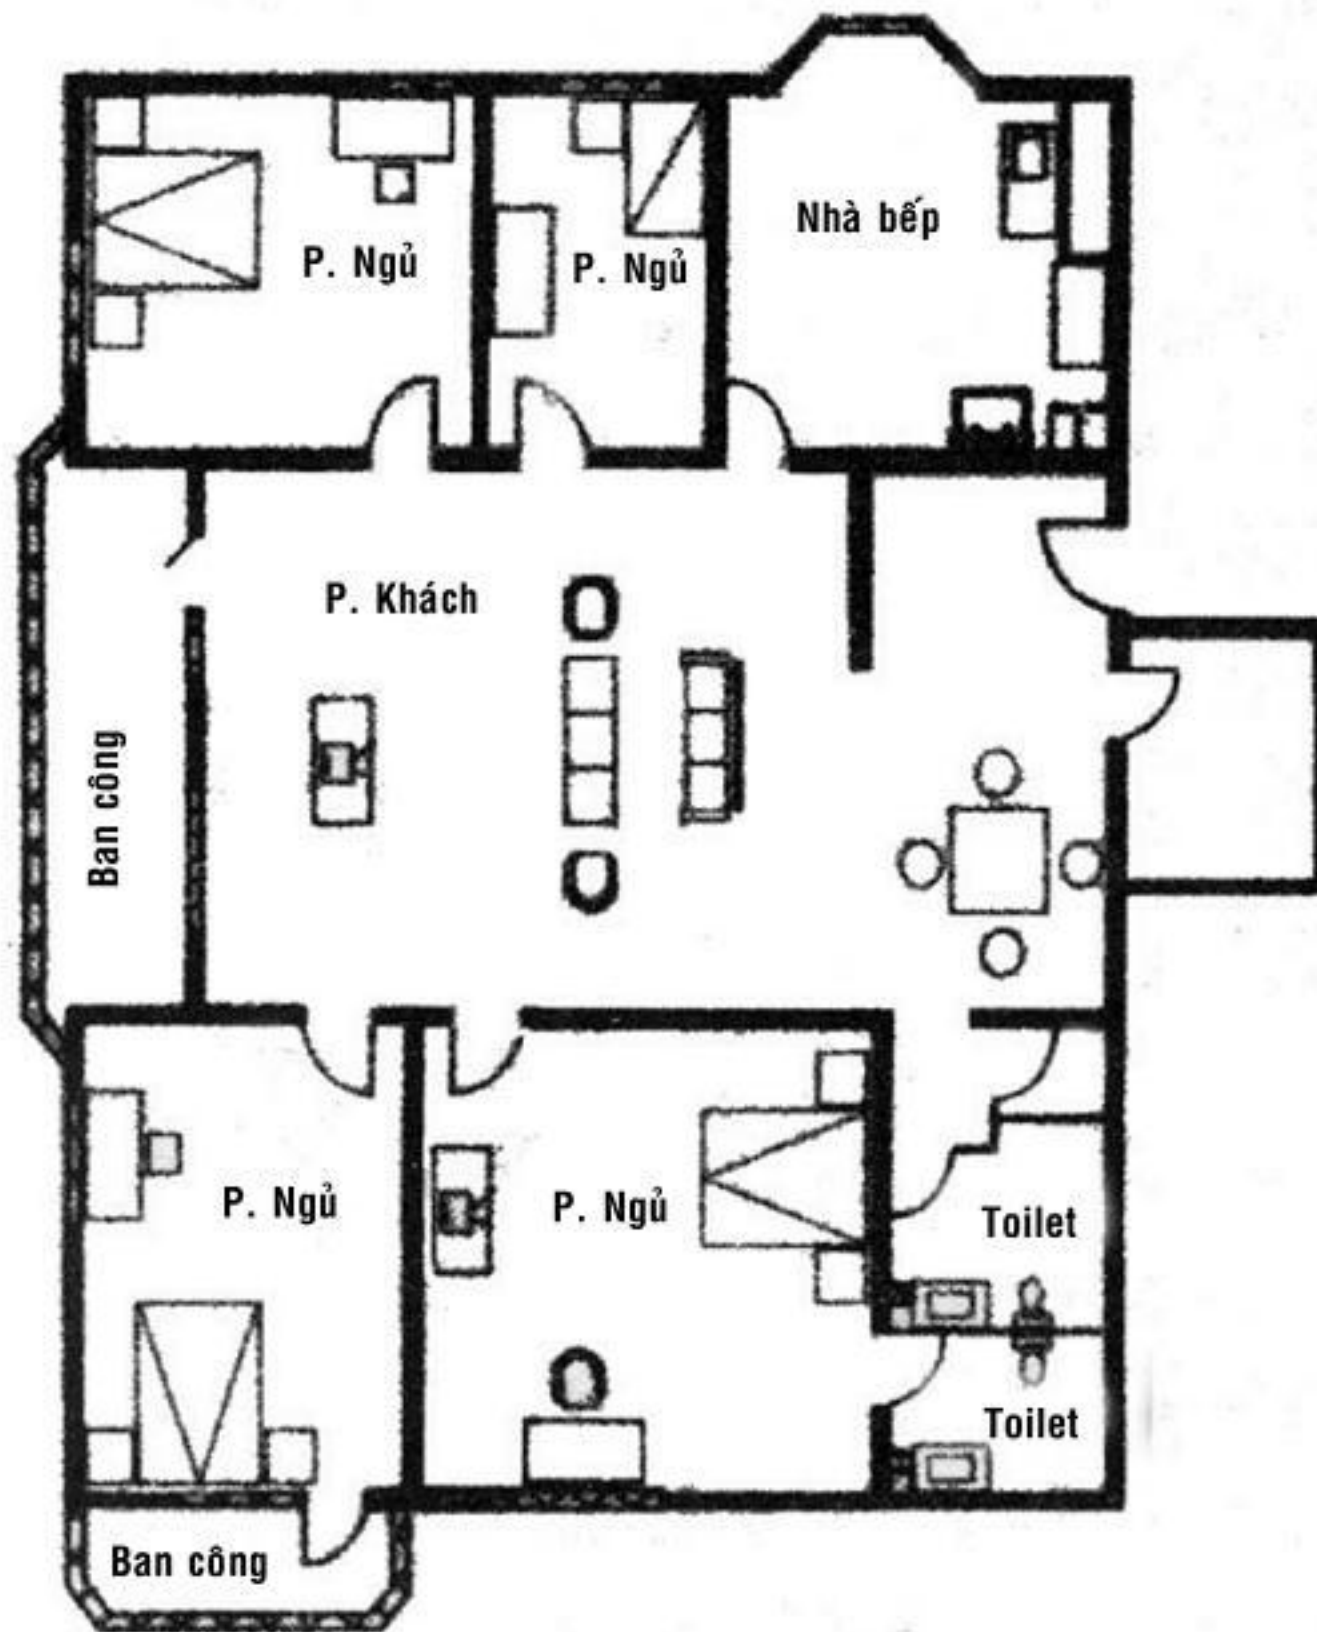 Nhà bếp
P. Ngủ
P. Ngủ
P. Khách
Ban công
P. Ngủ
P. Ngủ
Toilet
Toilet
Ban công